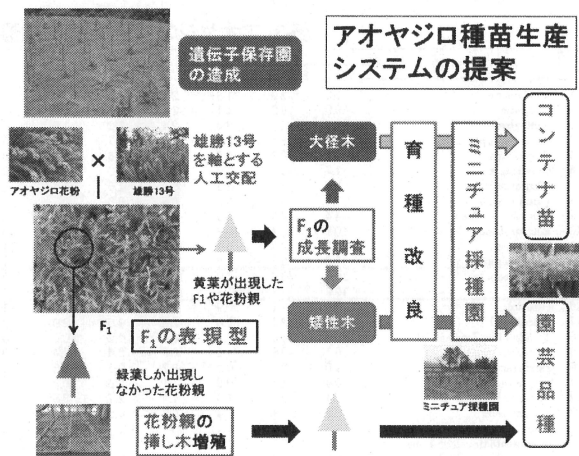 アオヤジロ種苗生産
システムの提案
遺伝子保存園
の造成
アオヤジロ花粉
×
雄勝13号
雄勝13号
を軸とする
人工交配
黄葉が出現した
F1や花粉親
F₁の
成長調査
大径木
矮性木
育種改良
ミニチュア採種園
コンテナ苗
園芸品種
ミニチュア採種園
F₁
F₁の表現型
緑葉しか出現し
なかった花粉親
花粉親の
挿し木増殖